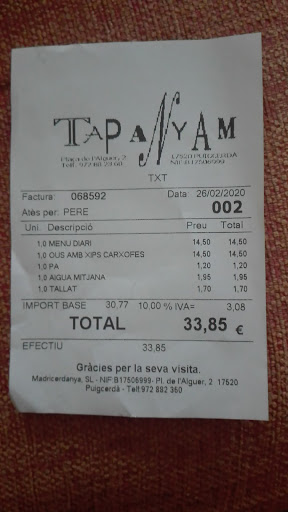 TAPANYAM
Plaça de l'Alguer, 2 17520 PUIGCERDÀ
TXT
Factura: 068592 Data: 26/02/2020
Atès per: PERE 002
Uni. Descripció Preu Total
1,0 MENU DIARI 14,50 14,50
1,0 OUS AMB XIPS CARXOFES 14,50 14,50
1,0 PA 1,20 1,20
1,0 AIGUA MITJANA 1,95 1,95
1,0 TALLAT 1,70 1,70
IMPORT BASE 30,77 10.00 % IVA= 3,08
TOTAL 33,85 €
EFECTIU 33,85
Gràcies per la seva visita.
Madricerdanya, SL - NIF B17506999- Pl. de l'Alguer, 2 17520
Puigcerdà - Telf.972 882 360